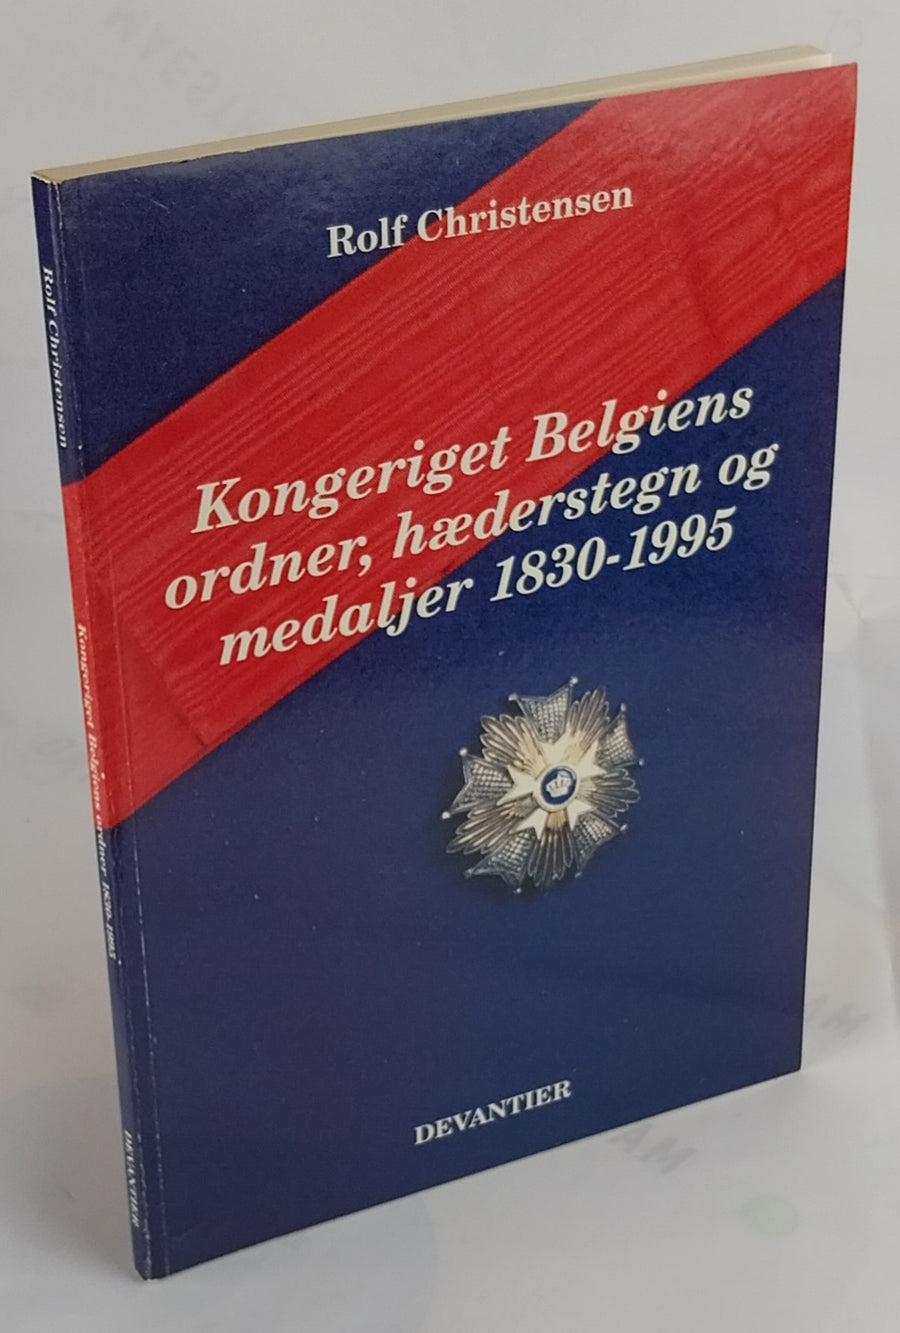 Rolf Christensen
Kongeriget Belgiens
ordner, hæderstegn og
medaljer 1830-1995
DEVANTIER
Rolf Christensen
Kongeriget Belgiens ordner 1830-1995
DEVANTIER